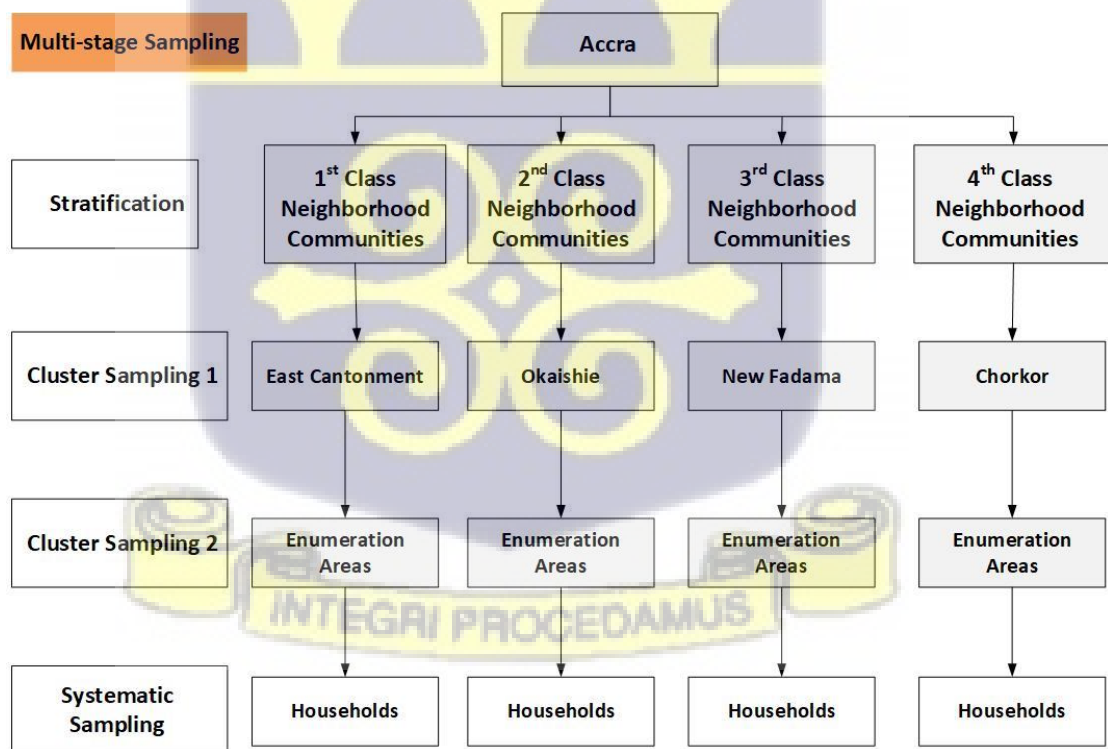 Multi-stage Sampling
Accra
Stratification
1st Class
Neighborhood
Communities
2nd Class
Neighborhood
Communities
3rd Class
Neighborhood
Communities
4th Class
Neighborhood
Communities
Cluster Sampling 1
East Cantonment
Okaishie
New Fadama
Chorkor
Cluster Sampling 2
Enumeration
Areas
Enumeration
Areas
Enumeration
Areas
Enumeration
Areas
INTEGRI PROCEDAMUS
Systematic
Sampling
Households
Households
Households
Households